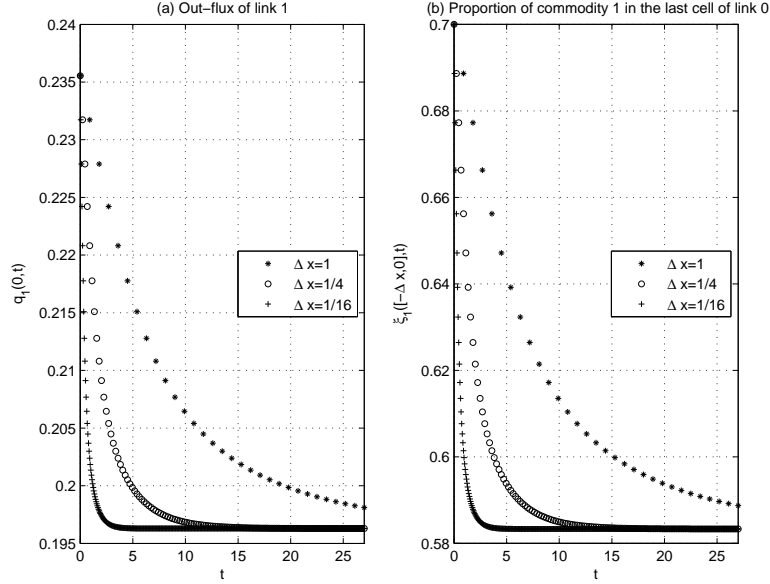 (a) Out−flux of link 1
0.24
0.235
0.23
0.225
0.22
0.215
0.21
0.205
0.2
0.195
q₁(0,t)
0 5 10 15 20 25
t
Δ x=1
Δ x=1/4
Δ x=1/16
(b) Proportion of commodity 1 in the last cell of link 0
0.7
0.68
0.66
0.64
0.62
0.6
0.58
ξ₁([−Δ x,0],t)
0 5 10 15 20 25
t
Δ x=1
Δ x=1/4
Δ x=1/16